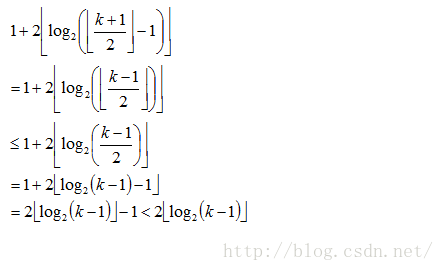 1+2⌊log₂(⌊(k+1)/2⌋−1)⌋
=1+2⌊log₂(⌊(k−1)/2⌋)⌋
≤1+2⌊log₂((k−1)/2)⌋
=1+2⌊log₂(k−1)−1⌋
=2⌊log₂(k−1)⌋−1<2⌊log₂(k−1)⌋
http://blog.csdn.net/